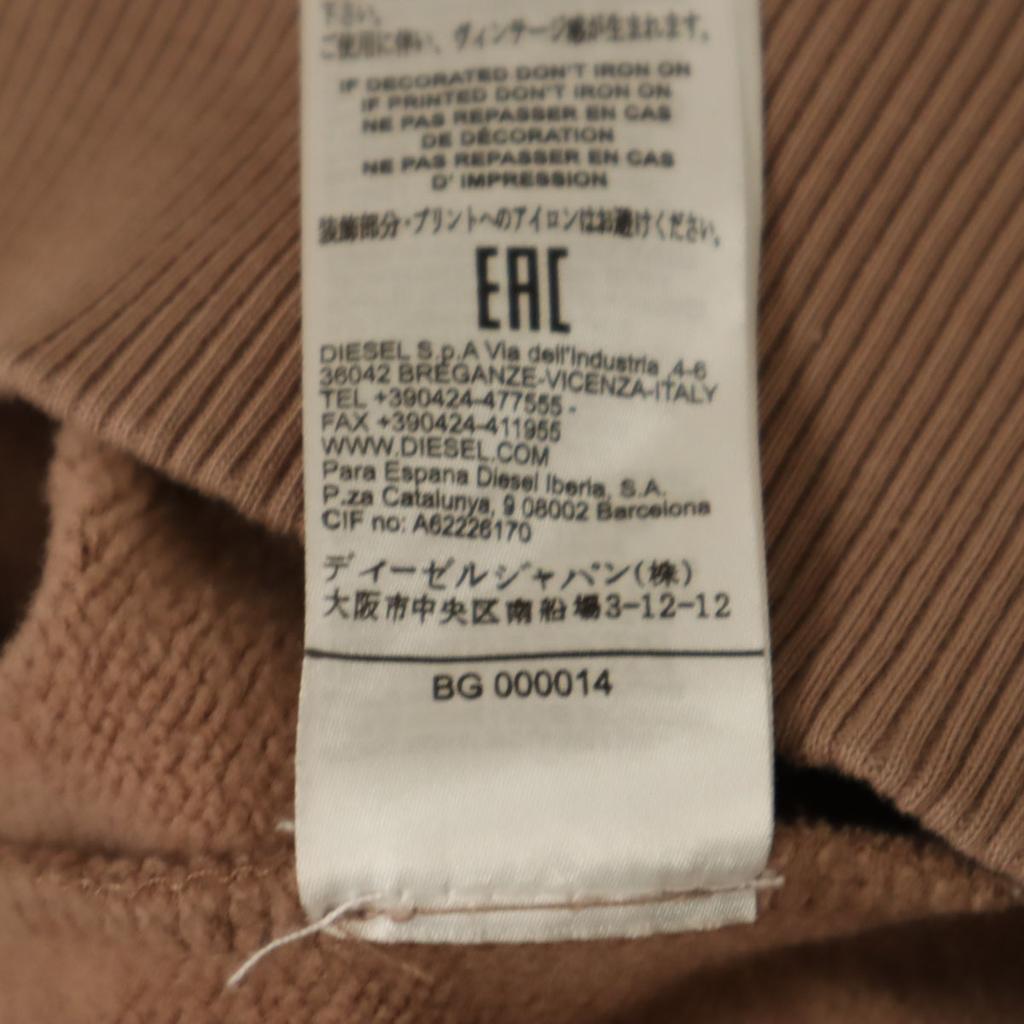 下さい。
ご使用に伴い、ヴィンテージ感が生まれます。
IF DECORATED DON'T IRON ON
IF PRINTED DON'T IRON ON
NE PAS REPASSER EN CAS
DE DÉCORATION
NE PAS REPASSER EN CAS
D' IMPRESSION
装飾部分・プリントへのアイロンはお避けください。
EAC
DIESEL S.p.A Via dell'Industria ,4-6
36042 BREGANZE-VICENZA-ITALY
TEL +390424-477555 -
FAX +390424-411955
WWW.DIESEL.COM
Para Espana Diesel Iberia, S.A.
P.za Catalunya, 9 08002 Barcelona
CIF no: A62226170
ディーゼルジャパン(株)
大阪市中央区南船場3-12-12
BG 000014